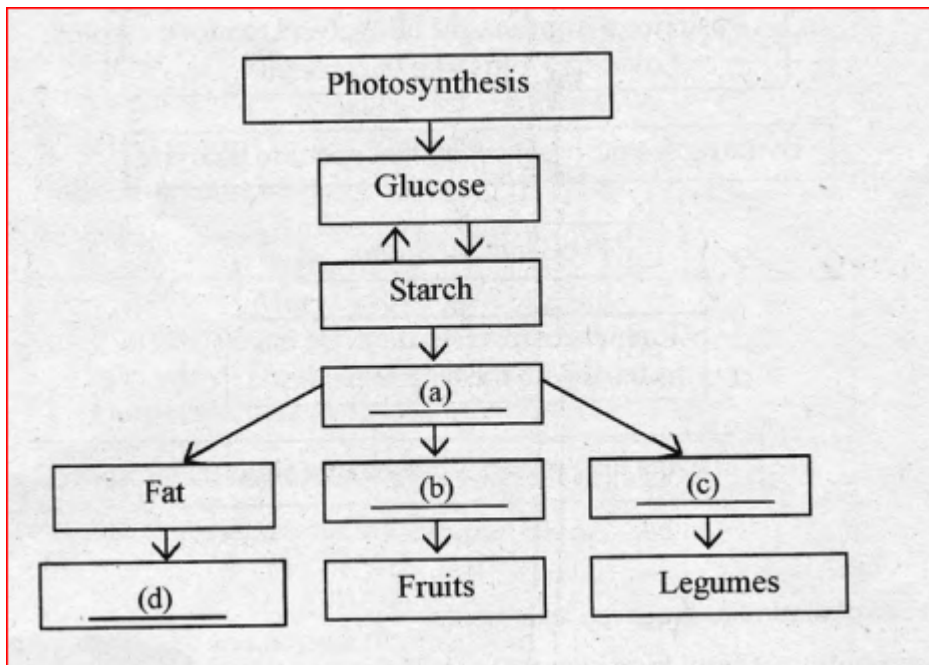 Photosynthesis
Glucose
Starch
(a)
Fat
(b)
(c)
(d)
Fruits
Legumes